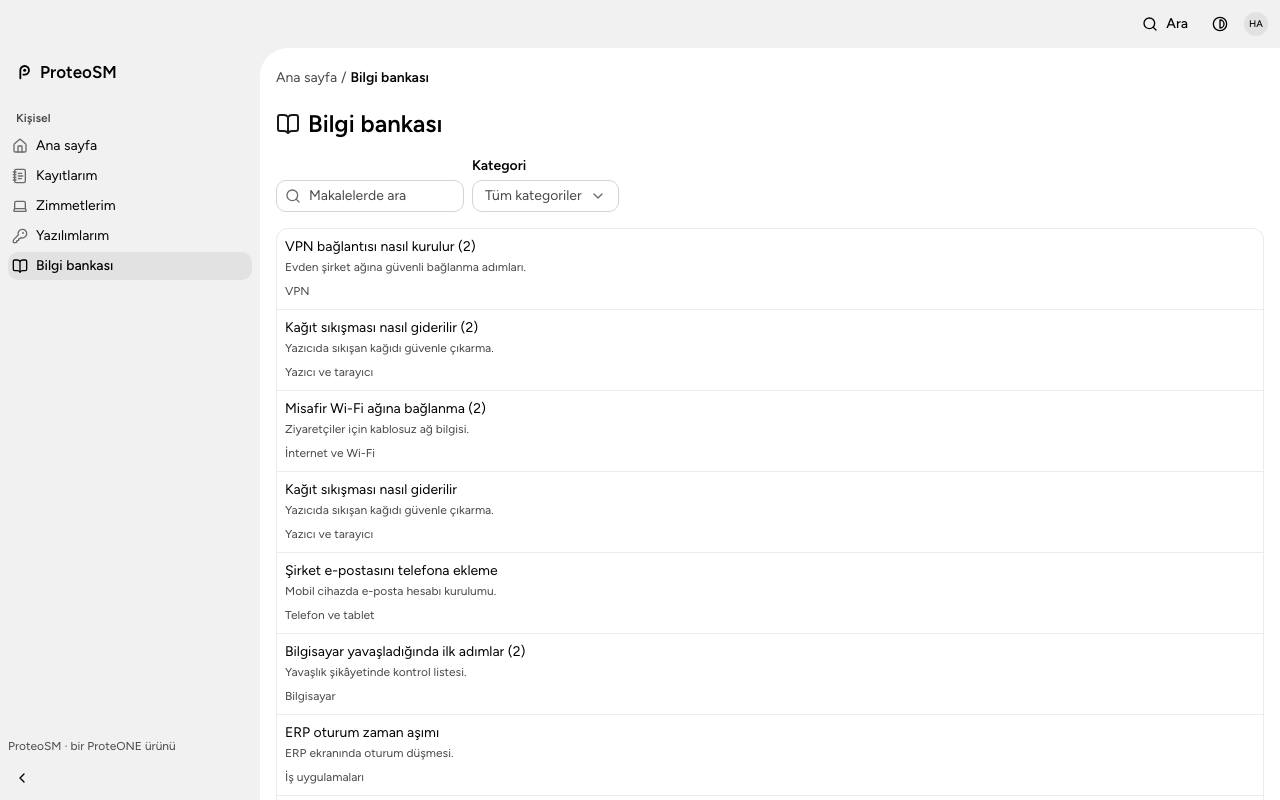 Ara
HA
ProteoSM
Kişisel
Ana sayfa
Kayıtlarım
Zimmetlerim
Yazılımlarım
Bilgi bankası
ProteoSM · bir ProteONE ürünü
Ana sayfa / Bilgi bankası
Bilgi bankası
Kategori
Makalelerde ara
Tüm kategoriler
VPN bağlantısı nasıl kurulur (2)
Evden şirket ağına güvenli bağlanma adımları.
VPN
Kağıt sıkışması nasıl giderilir (2)
Yazıcıda sıkışan kağıdı güvenle çıkarma.
Yazıcı ve tarayıcı
Misafir Wi-Fi ağına bağlanma (2)
Ziyaretçiler için kablosuz ağ bilgisi.
İnternet ve Wi-Fi
Kağıt sıkışması nasıl giderilir
Yazıcıda sıkışan kağıdı güvenle çıkarma.
Yazıcı ve tarayıcı
Şirket e-postasını telefona ekleme
Mobil cihazda e-posta hesabı kurulumu.
Telefon ve tablet
Bilgisayar yavaşladığında ilk adımlar (2)
Yavaşlık şikâyetinde kontrol listesi.
Bilgisayar
ERP oturum zaman aşımı
ERP ekranında oturum düşmesi.
İş uygulamaları